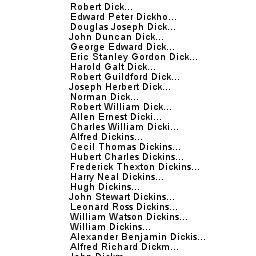 Robert Dick...
Edward Peter Dickho...
Douglas Joseph Dick...
John Duncan Dick...
George Edward Dick...
Eric Stanley Gordon Dick...
Harold Galt Dick...
Robert Guildford Dick...
Joseph Herbert Dick...
Norman Dick...
Robert William Dick...
Allen Ernest Dicki...
Charles William Dicki...
Alfred Dickins...
Cecil Thomas Dickins...
Hubert Charles Dickins...
Frederick Thexton Dickins...
Harry Neal Dickins...
Hugh Dickins...
John Stewart Dickins...
Leonard Ross Dickins...
William Watson Dickins...
William Dickins...
Alexander Benjamin Dickis...
Alfred Richard Dickm...